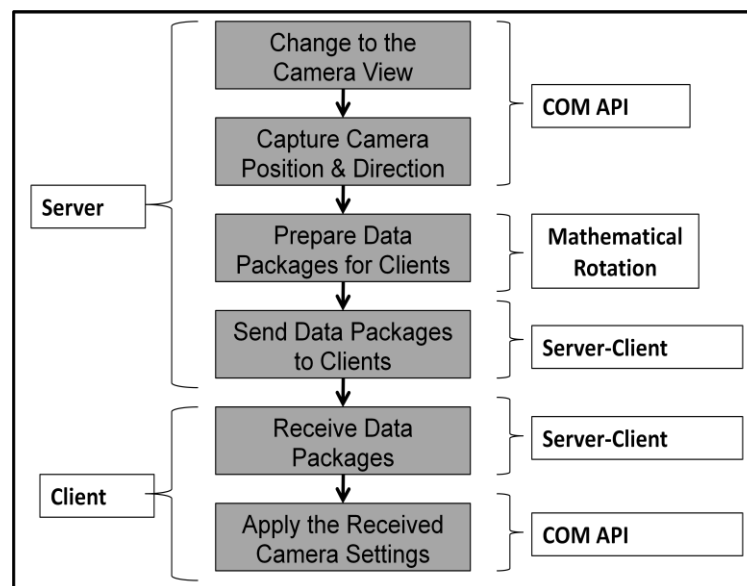 Change to the
Camera View
COM API
Capture Camera
Position & Direction
Server
Prepare Data
Packages for Clients
Mathematical
Rotation
Send Data Packages
to Clients
Server-Client
Receive Data
Packages
Server-Client
Client
Apply the Received
Camera Settings
COM API